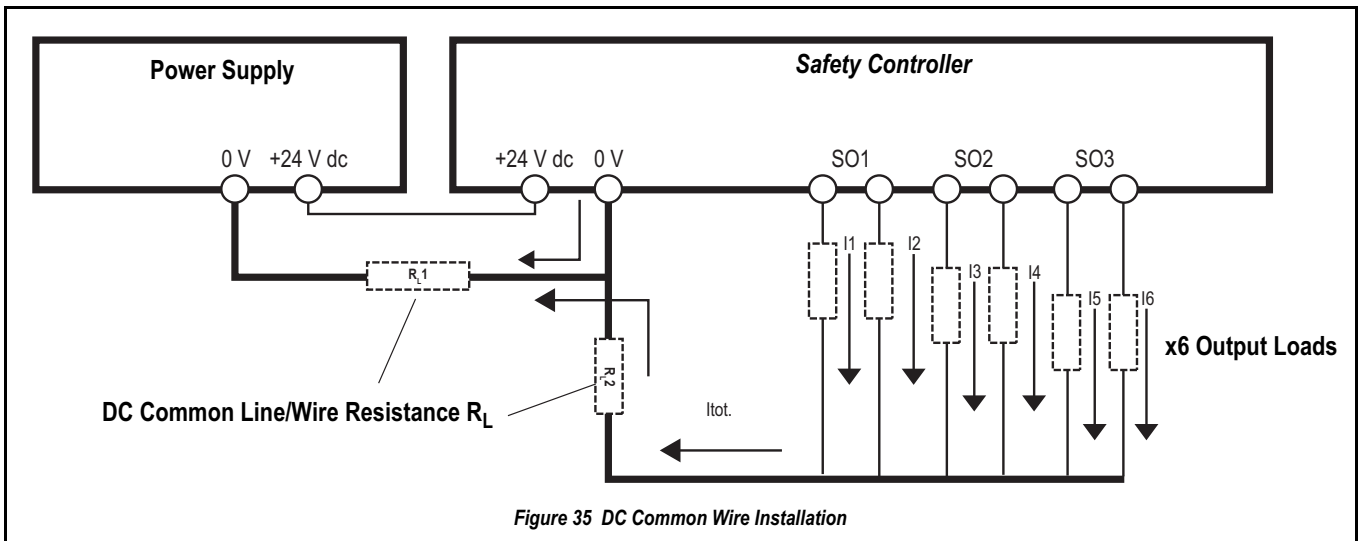 Power Supply
Safety Controller
0 V +24 V dc
+24 V dc 0 V
SO1 SO2 SO3
I1 I2
I3 I4
I5 I6
RL1
RL2
x6 Output Loads
DC Common Line/Wire Resistance RL
Itot.
Figure 35 DC Common Wire Installation